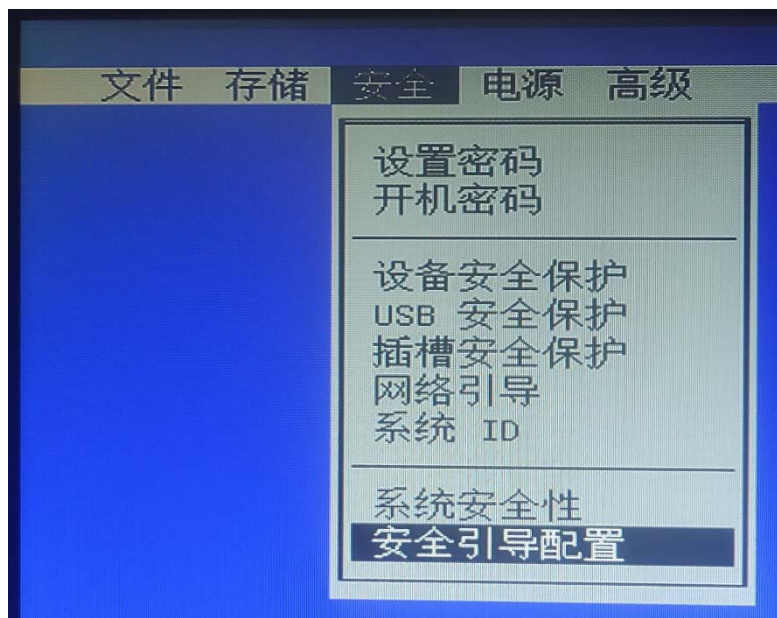 文件 存储 安全 电源 高级
设置密码
开机密码
设备安全保护
USB 安全保护
插槽安全保护
网络引导
系统 ID
系统安全性
安全引导配置